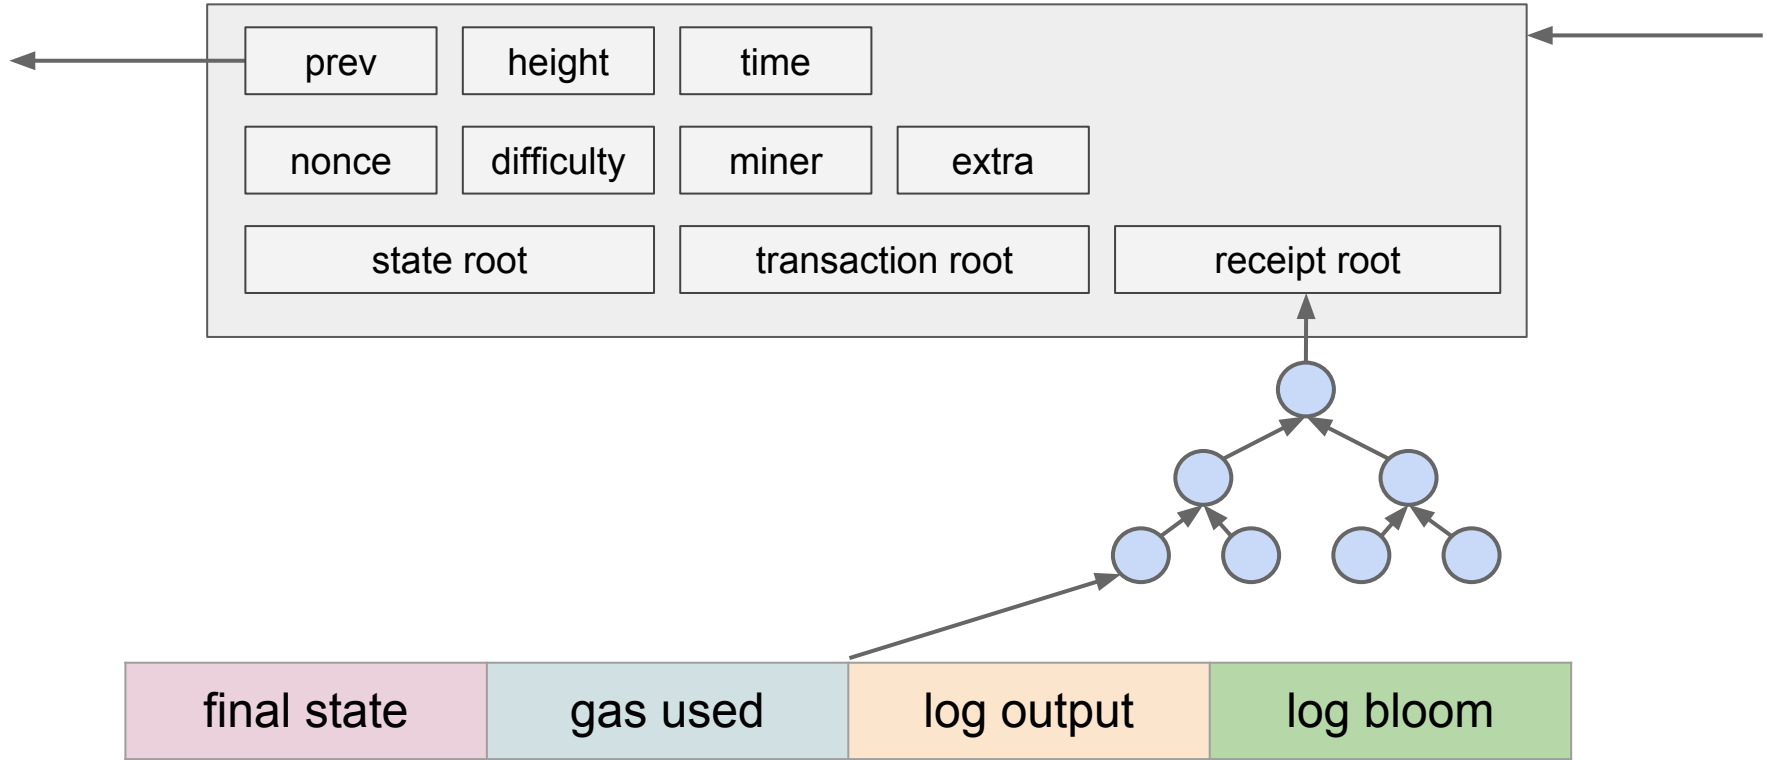 prev height time
nonce difficulty miner extra
state root transaction root receipt root
final state gas used log output log bloom